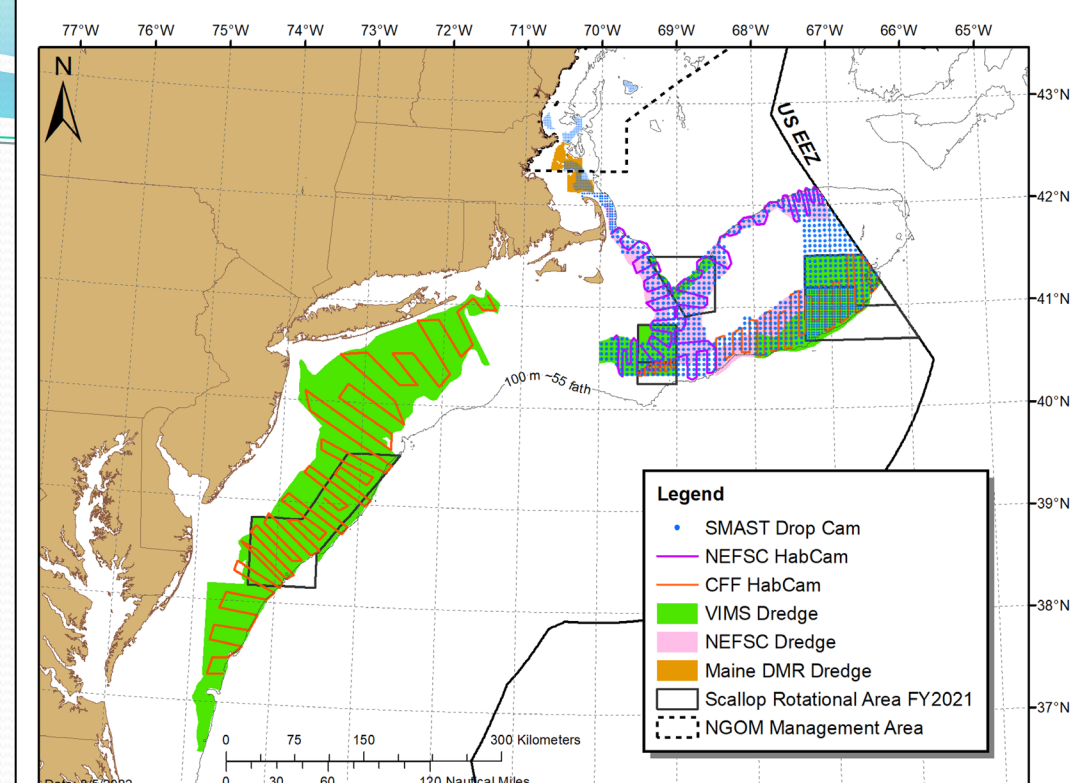 77°W 76°W 75°W 74°W 73°W 72°W 71°W 70°W 69°W 68°W 67°W 66°W 65°W
N
43°N
US EEZ
42°N
41°N
100 m ~55 fath
40°N
39°N
38°N
37°N
Legend
SMAST Drop Cam
NEFSC HabCam
CFF HabCam
VIMS Dredge
NEFSC Dredge
Maine DMR Dredge
Scallop Rotational Area FY2021
NGOM Management Area
0 75 150 300 Kilometers
0 30 60 120 Nautical Miles